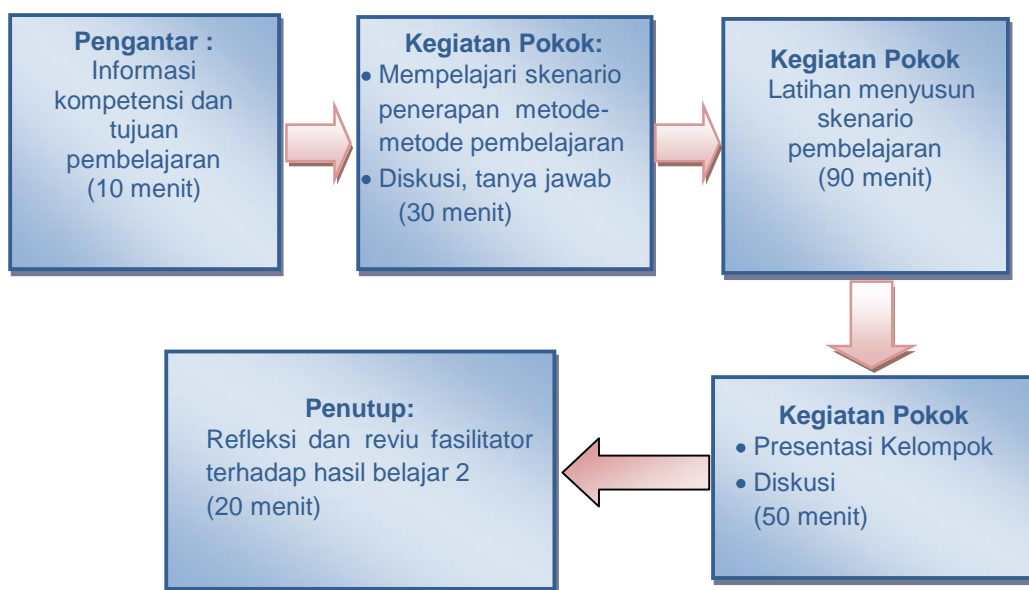 Pengantar :
Informasi
kompetensi dan
tujuan
pembelajaran
(10 menit)
Kegiatan Pokok:
• Mempelajari skenario
penerapan metode-
metode pembelajaran
• Diskusi, tanya jawab
(30 menit)
Kegiatan Pokok
Latihan menyusun
skenario
pembelajaran
(90 menit)
Kegiatan Pokok
• Presentasi Kelompok
• Diskusi
(50 menit)
Penutup:
Refleksi dan reviu fasilitator
terhadap hasil belajar 2
(20 menit)